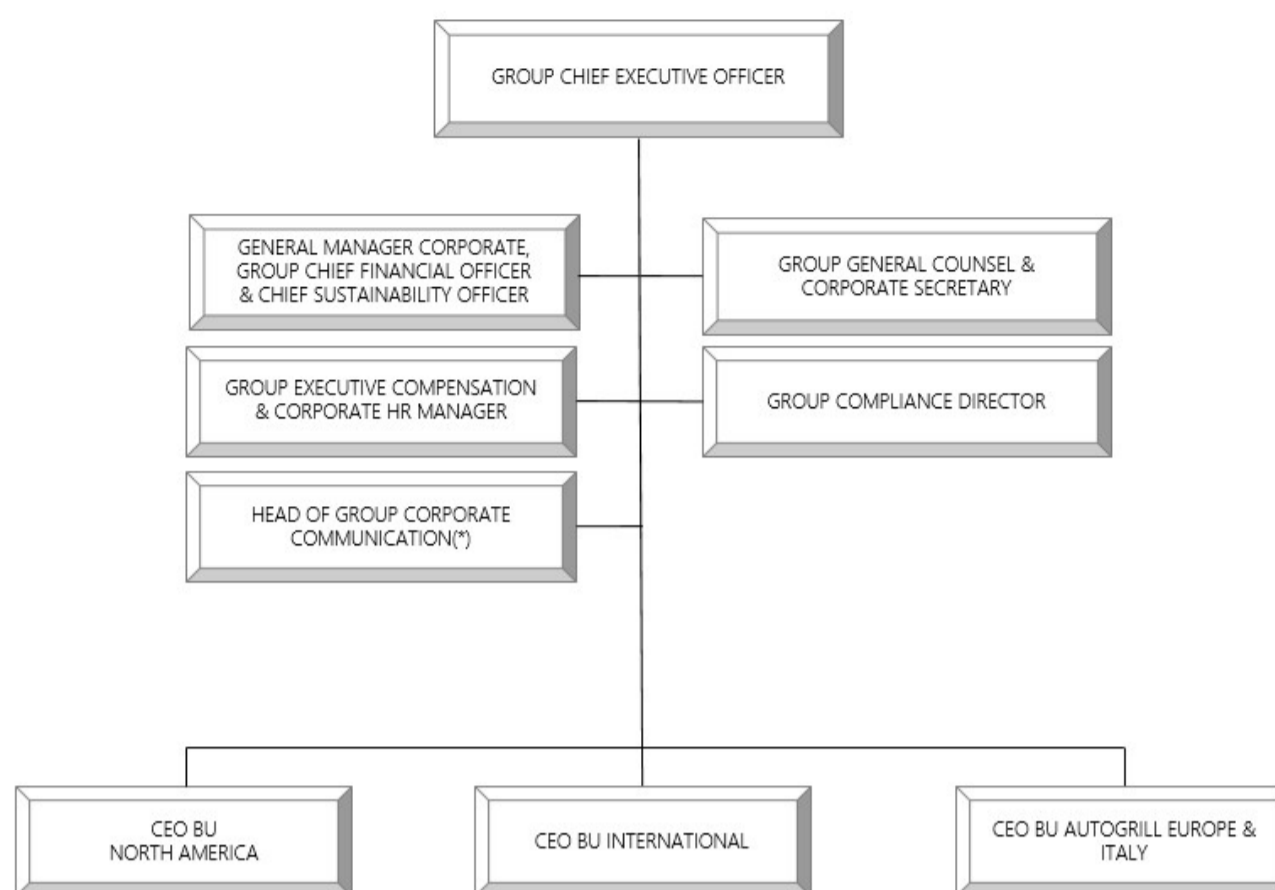 GROUP CHIEF EXECUTIVE OFFICER
GENERAL MANAGER CORPORATE,
GROUP CHIEF FINANCIAL OFFICER
& CHIEF SUSTAINABILITY OFFICER
GROUP GENERAL COUNSEL &
CORPORATE SECRETARY
GROUP EXECUTIVE COMPENSATION
& CORPORATE HR MANAGER
GROUP COMPLIANCE DIRECTOR
HEAD OF GROUP CORPORATE
COMMUNICATION(*)
CEO BU
NORTH AMERICA
CEO BU INTERNATIONAL
CEO BU AUTOGRILL EUROPE &
ITALY